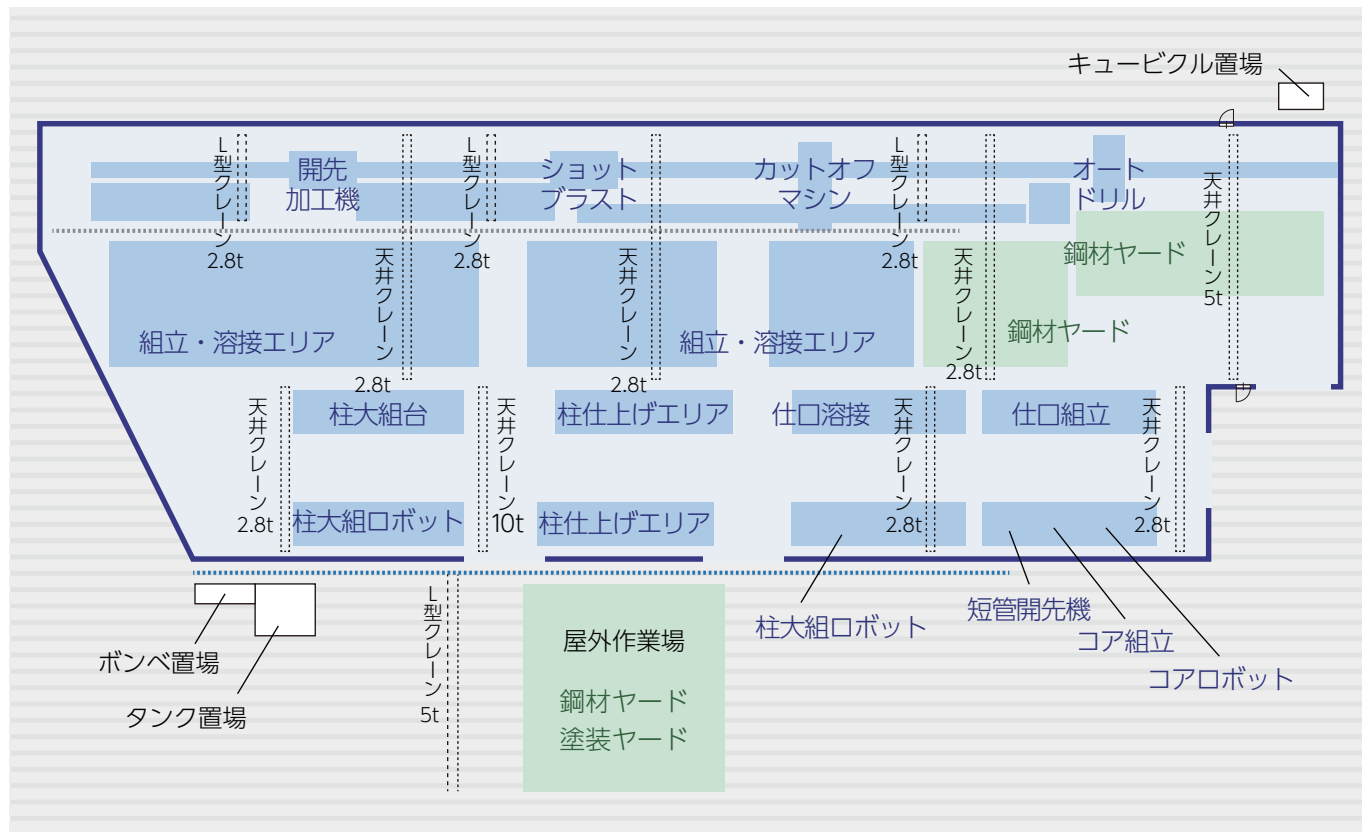 キュービクル置場
L型クレーン
2.8t
開先
加工機
L型クレーン
2.8t
ショット
ブラスト
カットオフ
マシン
L型クレーン
2.8t
オート
ドリル
天井クレーン
5t
天井クレーン
2.8t
天井クレーン
2.8t
天井クレーン
2.8t
鋼材ヤード
鋼材ヤード
組立・溶接エリア
組立・溶接エリア
天井クレーン
2.8t
柱大組台
天井クレーン
10t
柱仕上げエリア
仕口溶接
天井クレーン
2.8t
仕口組立
天井クレーン
2.8t
柱大組ロボット
柱仕上げエリア
柱大組ロボット
短管開先機
コア組立
コアロボット
ボンベ置場
タンク置場
L型クレーン
5t
屋外作業場
鋼材ヤード
塗装ヤード